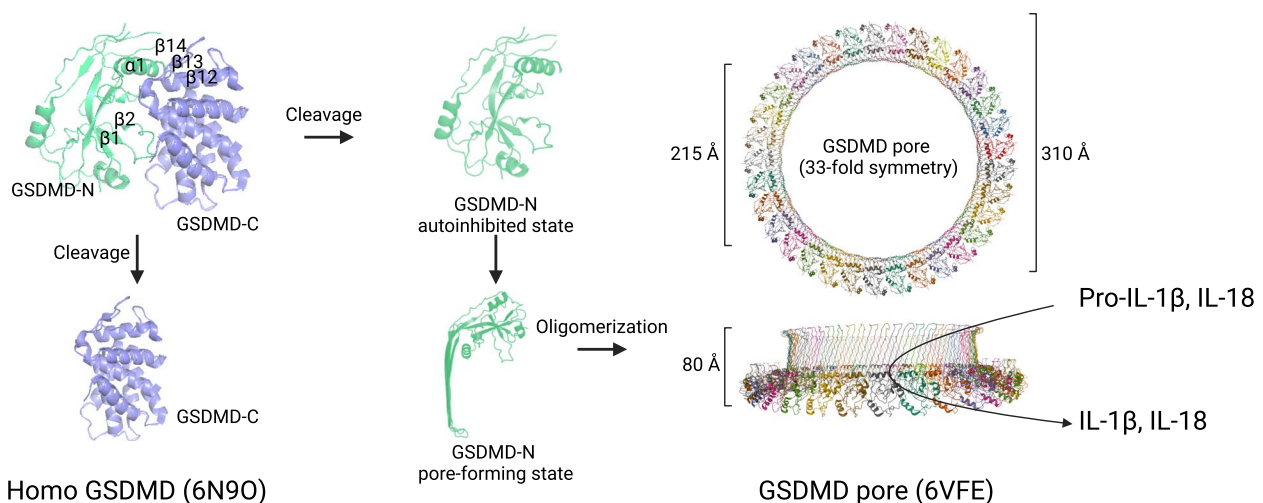 β14
β13
β12
α1
β2
β1
GSDMD-N
GSDMD-C
Cleavage
Cleavage
GSDMD-C
Homo GSDMD (6N9O)
GSDMD-N
autoinhibited state
GSDMD-N
pore-forming state
Oligomerization
215 Å
GSDMD pore
(33-fold symmetry)
310 Å
80 Å
Pro-IL-1β, IL-18
IL-1β, IL-18
GSDMD pore (6VFE)